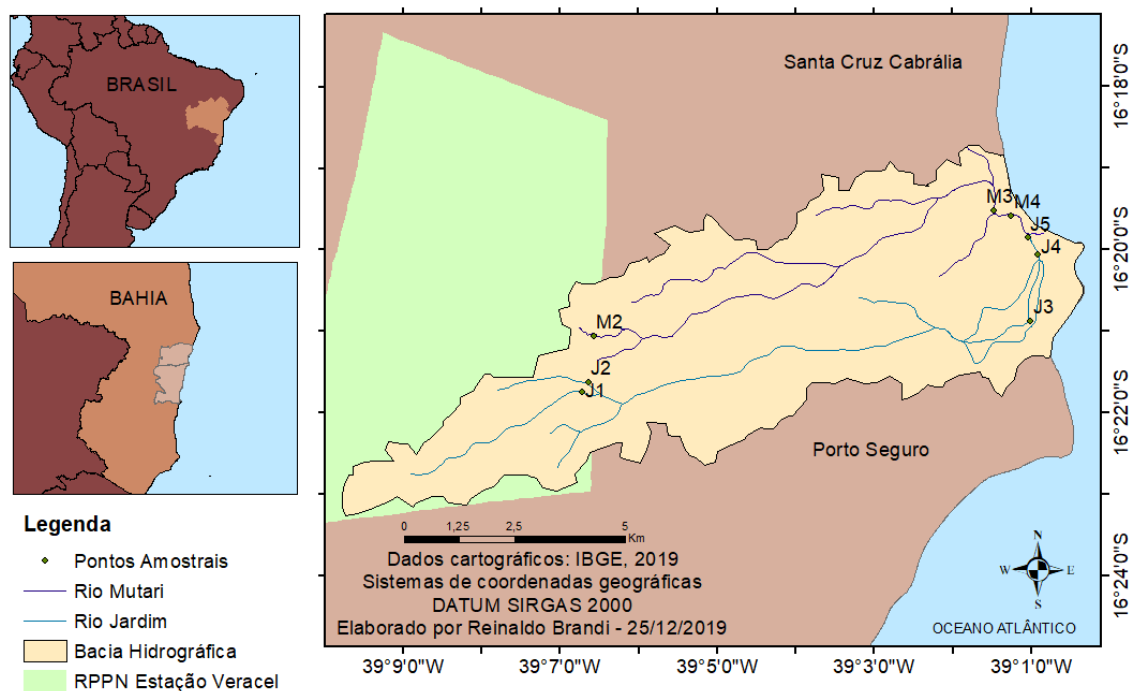 BRASIL
BAHIA
Legenda
Pontos Amostrais
Rio Mutari
Rio Jardim
Bacia Hidrográfica
RPPN Estação Veracel
Santa Cruz Cabrália
M3
M4
J5
J4
J3
M2
J2
J1
Porto Seguro
0 1,25 2,5 5
Km
Dados cartográficos: IBGE, 2019
Sistemas de coordenadas geográficas
DATUM SIRGAS 2000
Elaborado por Reinaldo Brandi - 25/12/2019
N
W E
S
OCEANO ATLÂNTICO
16°18'0"S
16°20'0"S
16°22'0"S
16°24'0"S
39°9'0"W 39°7'0"W 39°5'0"W 39°3'0"W 39°1'0"W